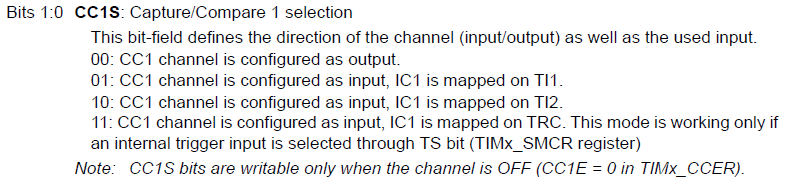 Bits 1:0 CC1S: Capture/Compare 1 selection
This bit-field defines the direction of the channel (input/output) as well as the used input.
00: CC1 channel is configured as output.
01: CC1 channel is configured as input, IC1 is mapped on TI1.
10: CC1 channel is configured as input, IC1 is mapped on TI2.
11: CC1 channel is configured as input, IC1 is mapped on TRC. This mode is working only if
an internal trigger input is selected through TS bit (TIMx_SMCR register)
Note: CC1S bits are writable only when the channel is OFF (CC1E = 0 in TIMx_CCER).